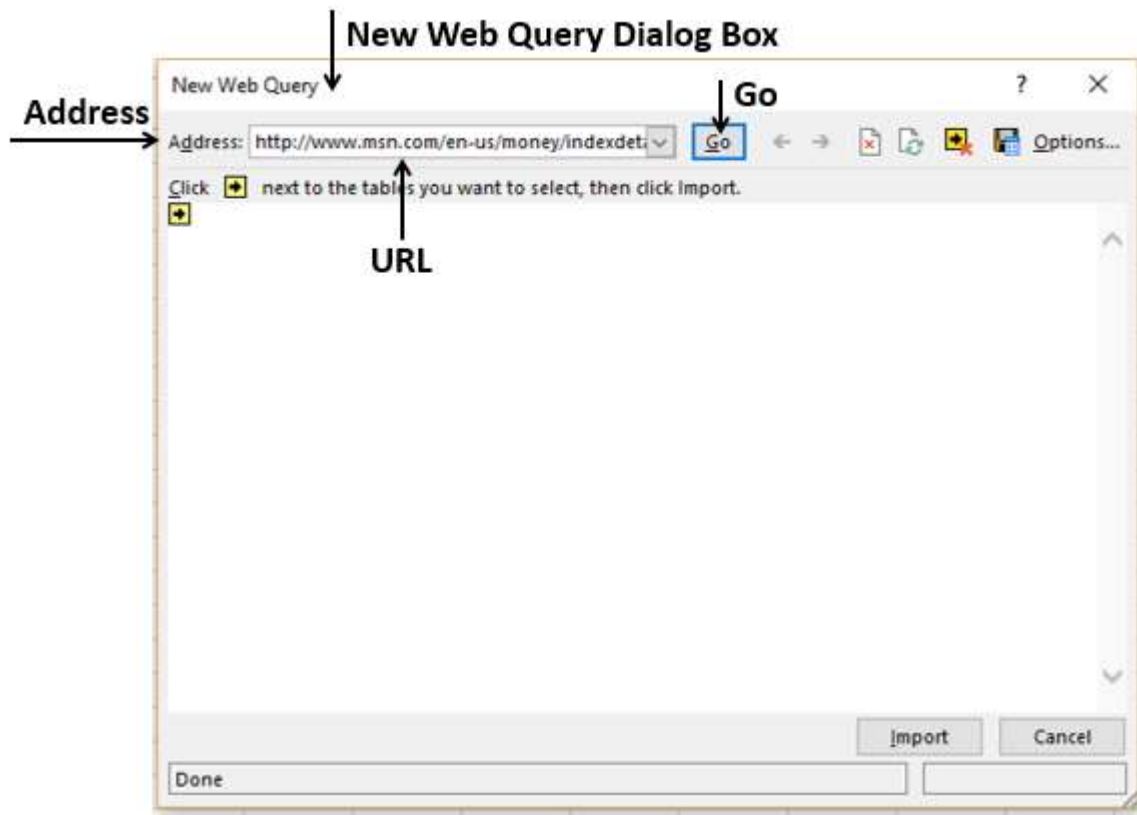 New Web Query Dialog Box
New Web Query
?
Address
Go
Address: http://www.msn.com/en-us/money/indexdet Go Options...
Click next to the tables you want to select, then click Import.
URL
Import Cancel
Done